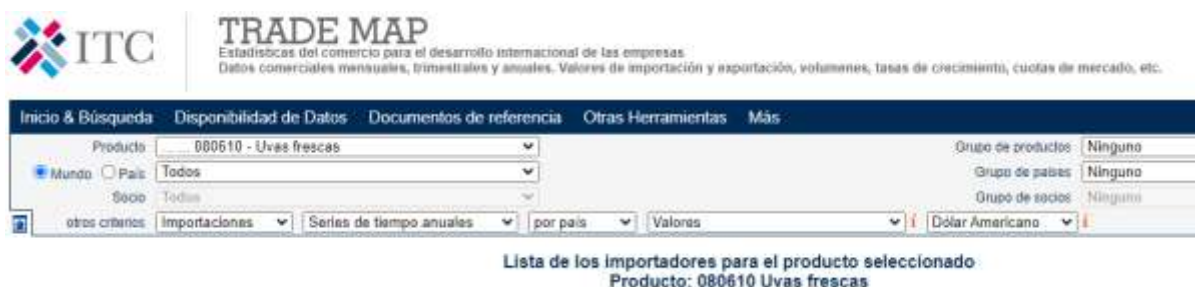 ITC
TRADE MAP
Estadísticas del comercio para el desarrollo internacional de las empresas
Datos comerciales mensuales, trimestrales y anuales. Valores de importación y exportación, volumenes, tasas de crecimiento, cuotas de mercado, etc.
Inicio & Búsqueda Disponibilidad de Datos Documentos de referencia Otras Herramientas Más
Producto 080610 - Uvas frescas Grupo de productos Ninguno
Mundo País Todos Grupo de países Ninguno
Socio Todos Grupo de socios Ninguno
otros criterios Importaciones Series de tiempo anuales por país Valores i Dólar Americano i
Lista de los importadores para el producto seleccionado
Producto: 080610 Uvas frescas